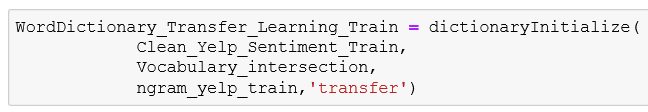 WordDictionary_Transfer_Learning_Train = dictionaryInitialize(
Clean_Yelp_Sentiment_Train,
Vocabulary_intersection,
ngram_yelp_train,'transfer')